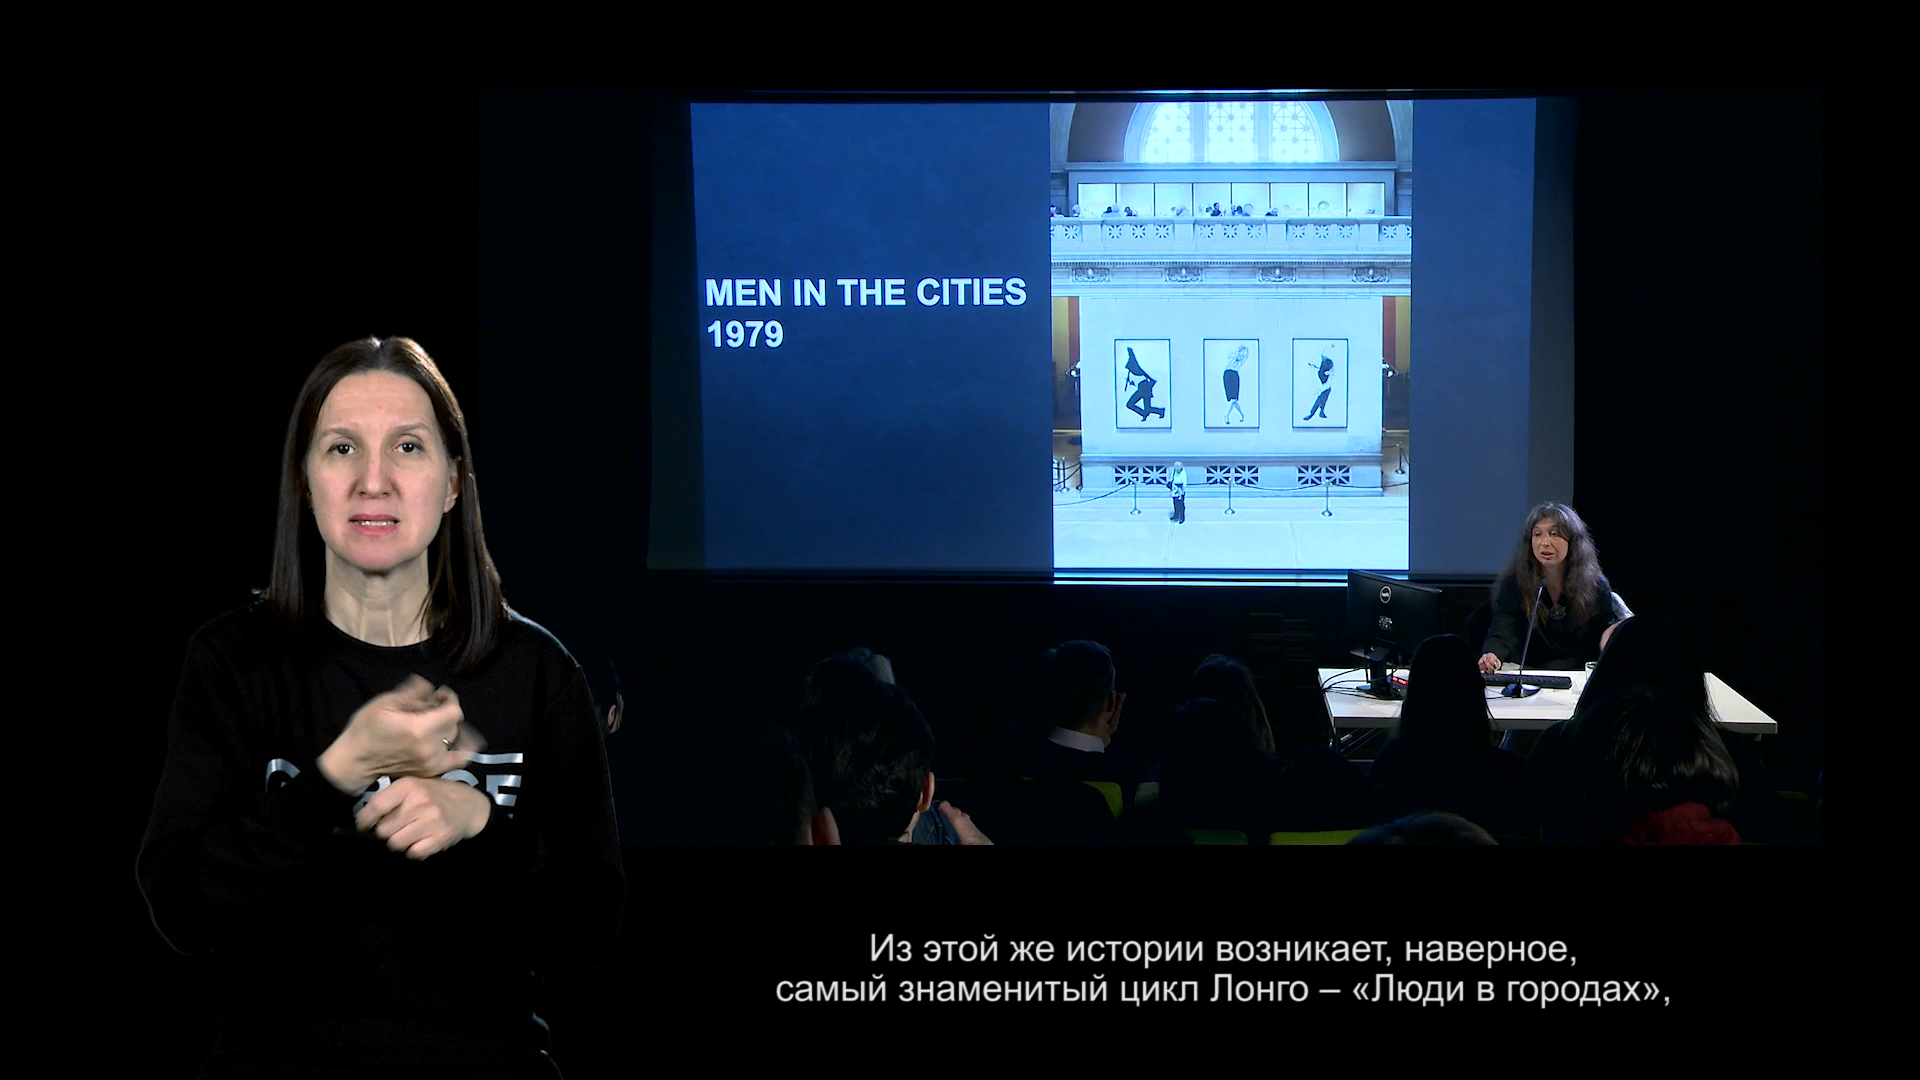 MEN IN THE CITIES
1979
Из этой же истории возникает, наверное,
самый знаменитый цикл Лонго – «Люди в городах»,